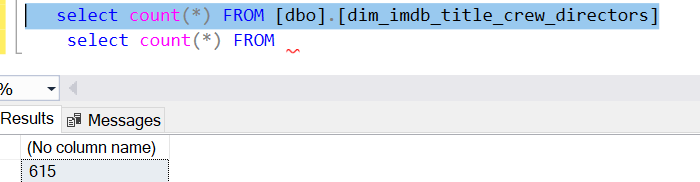 select count(*) FROM [dbo].[dim_imdb_title_crew_directors]
select count(*) FROM
%
Results Messages
(No column name)
615